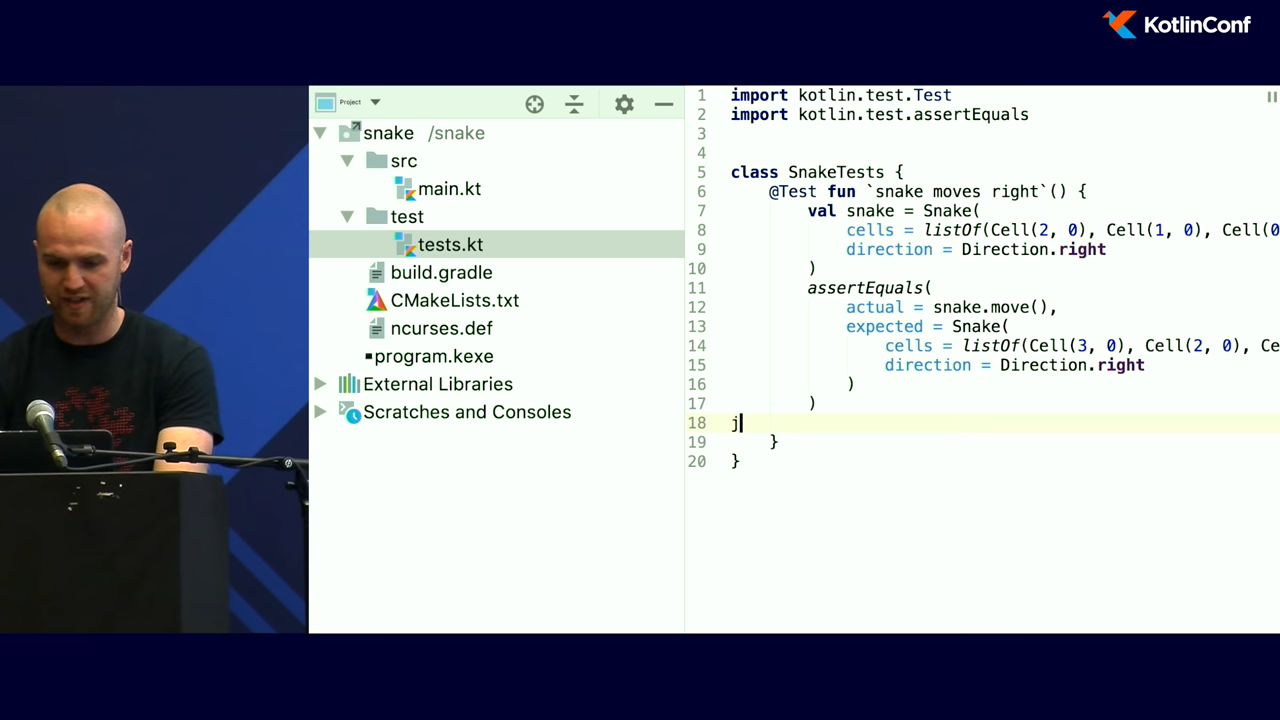 KotlinConf
Project
snake /snake
src
main.kt
test
tests.kt
build.gradle
CMakeLists.txt
ncurses.def
program.kexe
External Libraries
Scratches and Consoles
1 import kotlin.test.Test
2 import kotlin.test.assertEquals
3
4
5 class SnakeTests {
6 @Test fun `snake moves right`() {
7 val snake = Snake(
8 cells = listOf(Cell(2, 0), Cell(1, 0), Cell(0
9 direction = Direction.right
10 )
11 assertEquals(
12 actual = snake.move(),
13 expected = Snake(
14 cells = listOf(Cell(3, 0), Cell(2, 0), Ce
15 direction = Direction.right
16 )
17 )
18 j
19 }
20 }